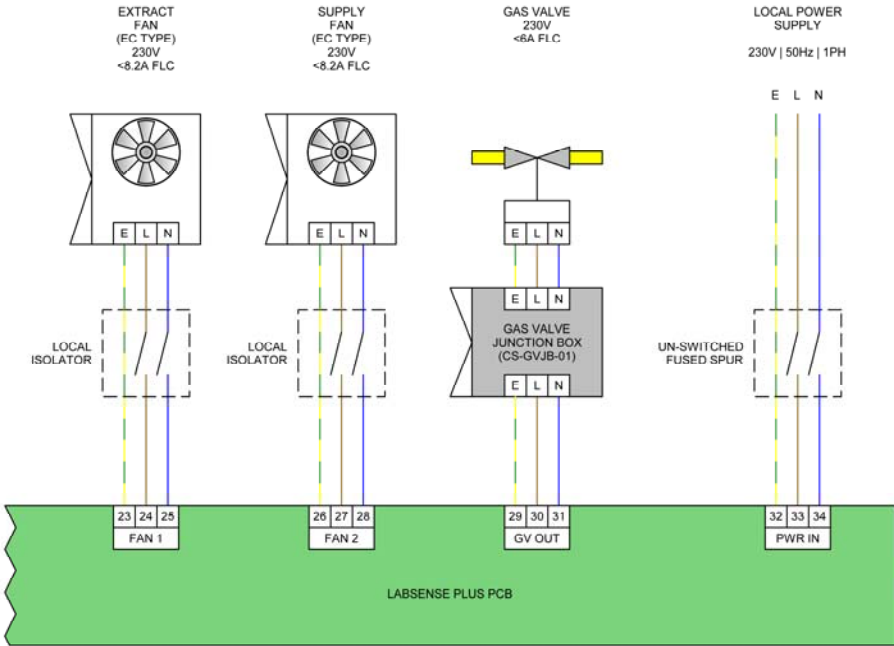 EXTRACT
FAN
(EC TYPE)
230V
<8.2A FLC
SUPPLY
FAN
(EC TYPE)
230V
<8.2A FLC
GAS VALVE
230V
<6A FLC
LOCAL POWER
SUPPLY
230V | 50Hz | 1PH
E L N
E L N
E L N
E L N
E L N
GAS VALVE
JUNCTION BOX
(CS-GVJB-01)
E L N
LOCAL
ISOLATOR
LOCAL
ISOLATOR
UN-SWITCHED
FUSED SPUR
23 24 25
FAN 1
26 27 28
FAN 2
29 30 31
GV OUT
32 33 34
PWR IN
LABSENSE PLUS PCB